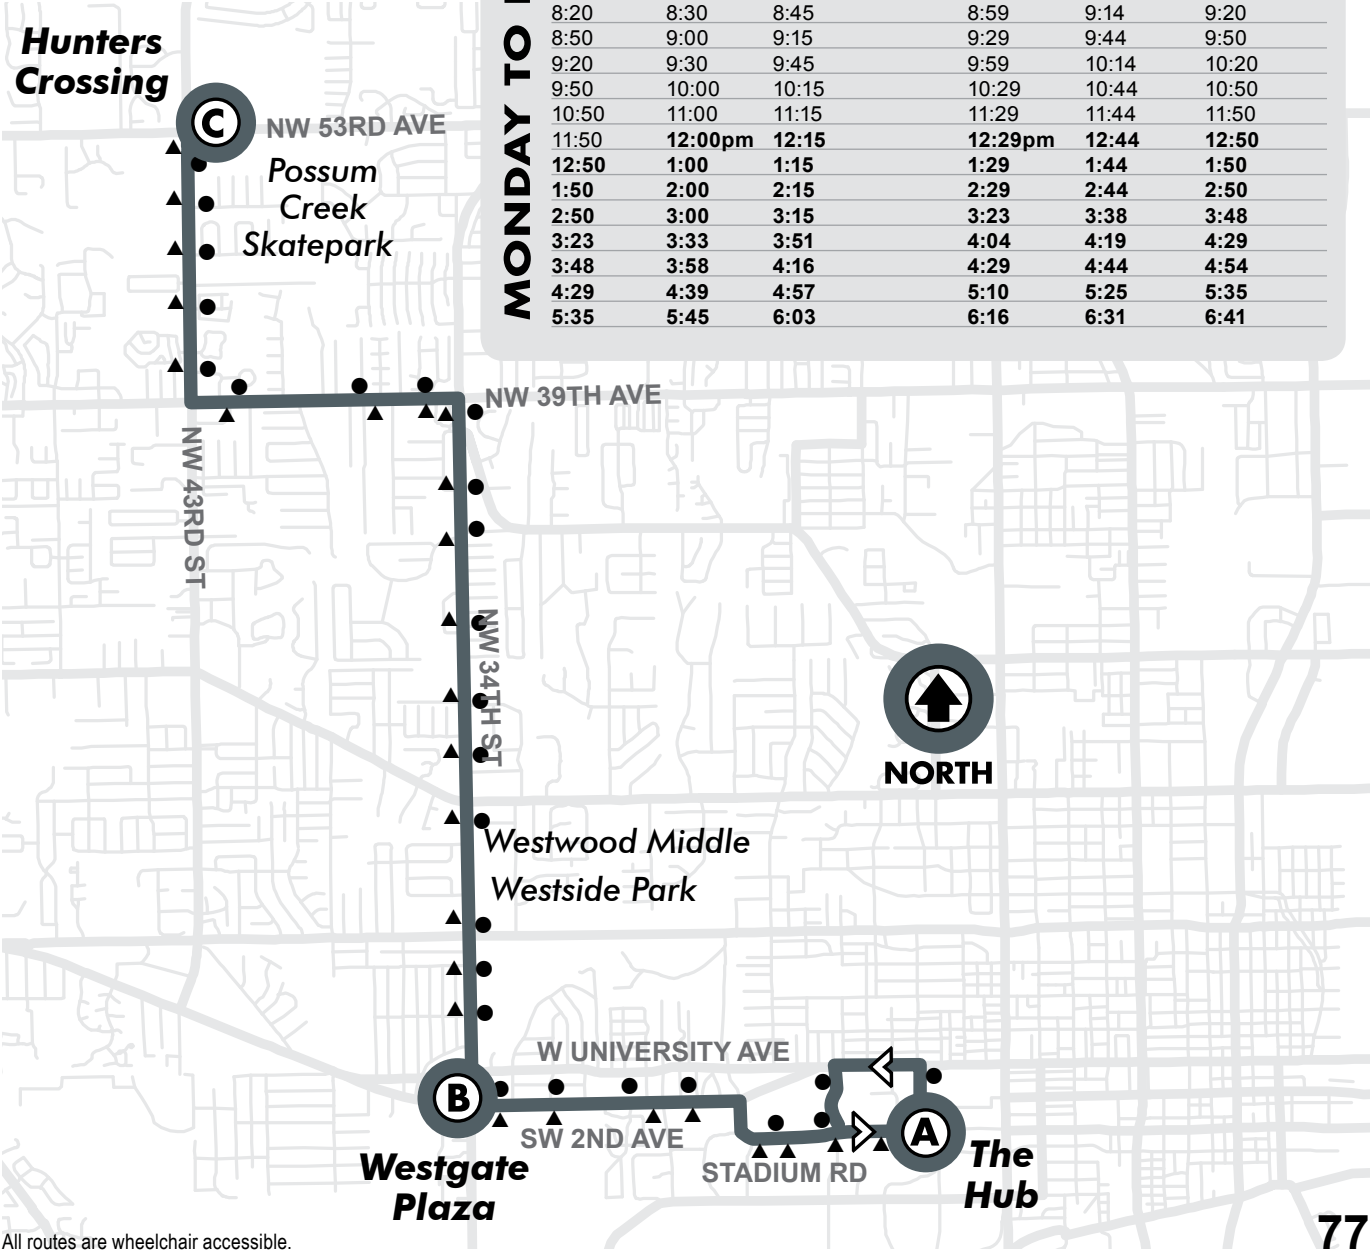 Hunters
Crossing
C
NW 53RD AVE
Possum
Creek
Skatepark
MONDAY TO
8:20 8:30 8:45 8:59 9:14 9:20
8:50 9:00 9:15 9:29 9:44 9:50
9:20 9:30 9:45 9:59 10:14 10:20
9:50 10:00 10:15 10:29 10:44 10:50
10:50 11:00 11:15 11:29 11:44 11:50
11:50 12:00pm 12:15 12:29pm 12:44 12:50
12:50 1:00 1:15 1:29 1:44 1:50
1:50 2:00 2:15 2:29 2:44 2:50
2:50 3:00 3:15 3:23 3:38 3:48
3:23 3:33 3:51 4:04 4:19 4:29
3:48 3:58 4:16 4:29 4:44 4:54
4:29 4:39 4:57 5:10 5:25 5:35
5:35 5:45 6:03 6:16 6:31 6:41
NW 39TH AVE
NW 43RD ST
NW 34TH ST
NORTH
Westwood Middle
Westside Park
W UNIVERSITY AVE
B
SW 2ND AVE
A
STADIUM RD
Westgate
Plaza
The
Hub
77
All routes are wheelchair accessible.